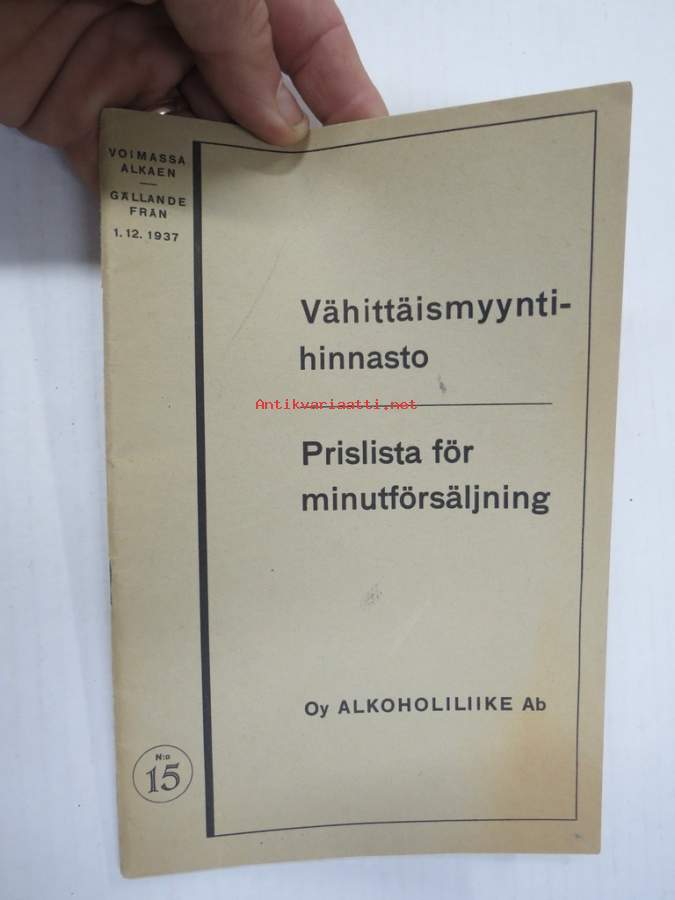 VOIMASSA
ALKAEN
GÄLLANDE
FRÅN
1.12.1937
Vähittäismyynti-
hinnasto
Antikvariaatti.net
Prislista för
minutförsäljning
Oy ALKOHOLILIIKE Ab
N:o
15